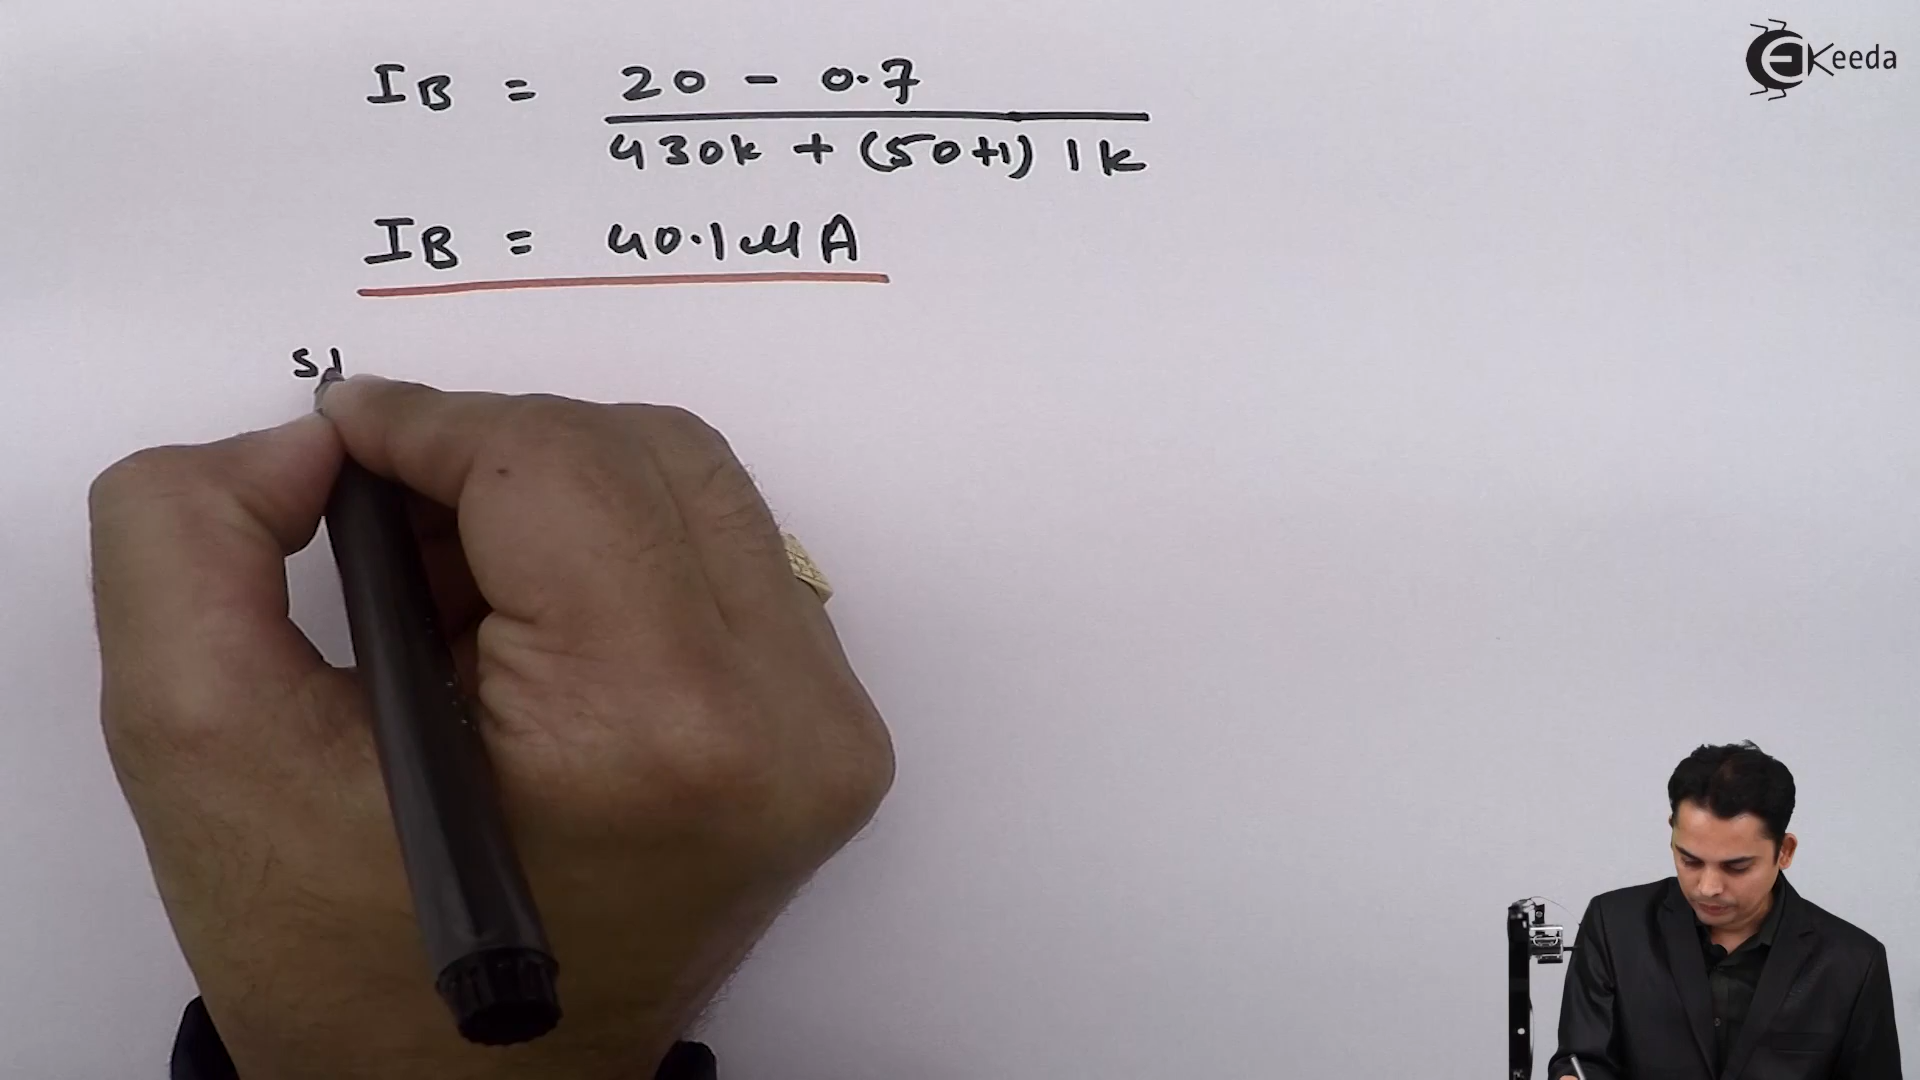 IB = 20 - 0.7
430k + (50+1) 1k
IB = 40.1 μA
Keeda